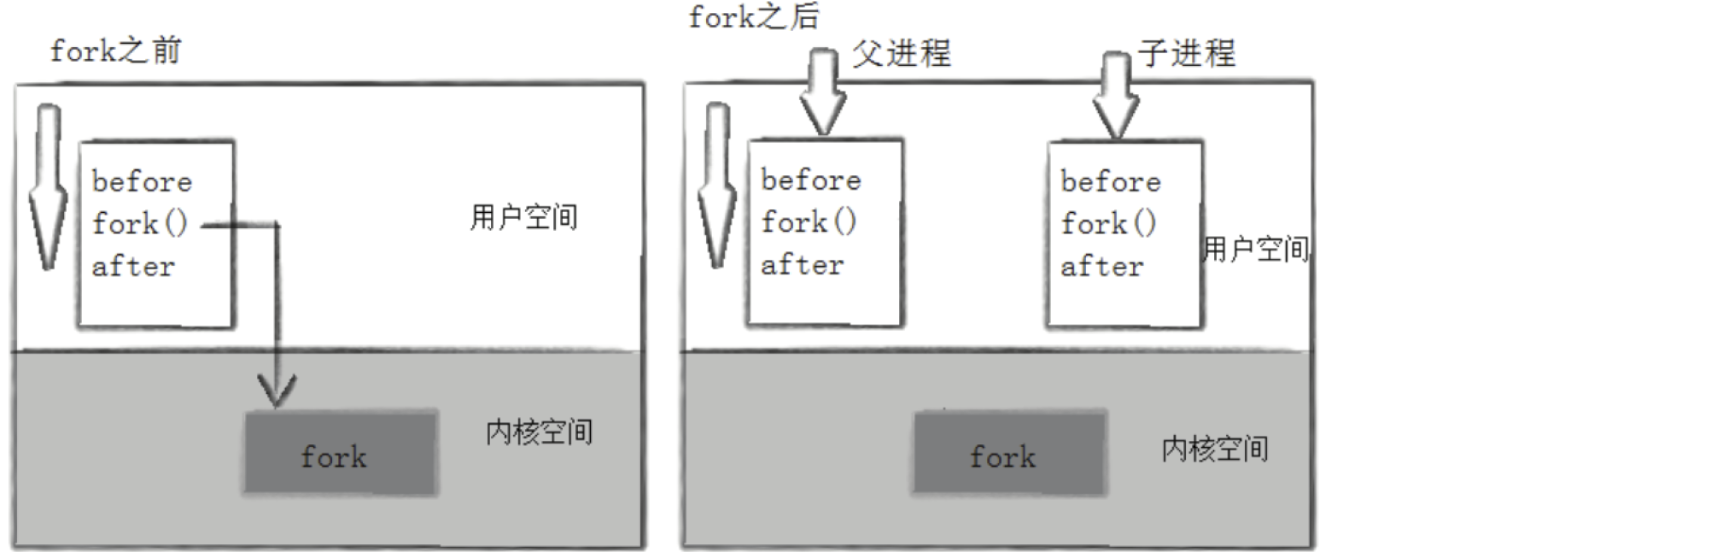 fork之前
before
fork()
after
用户空间
内核空间
fork
fork之后
父进程
子进程
before
fork()
after
before
fork()
after
用户空间
内核空间
fork